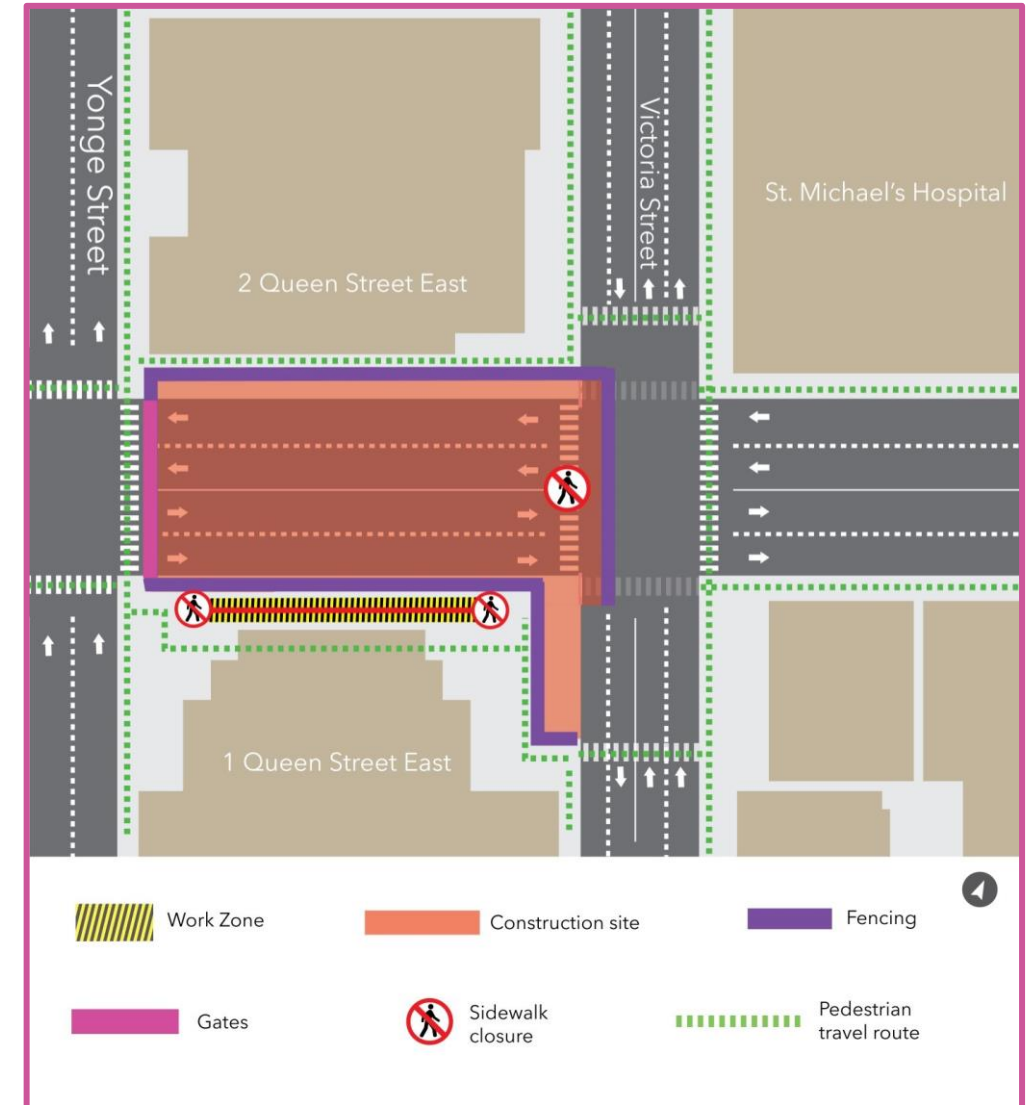 Yonge Street
Victoria Street
St. Michael's Hospital
2 Queen Street East
1 Queen Street East
Work Zone
Construction site
Fencing
Gates
Sidewalk
closure
Pedestrian
travel route